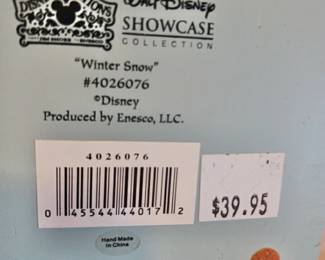 WALT DISNEY
SHOWCASE
COLLECTION
"Winter Snow"
#4026076
©Disney
Produced by Enesco, LLC.
4026076
0 45544 44017 2
$39.95
Hand Made
in China